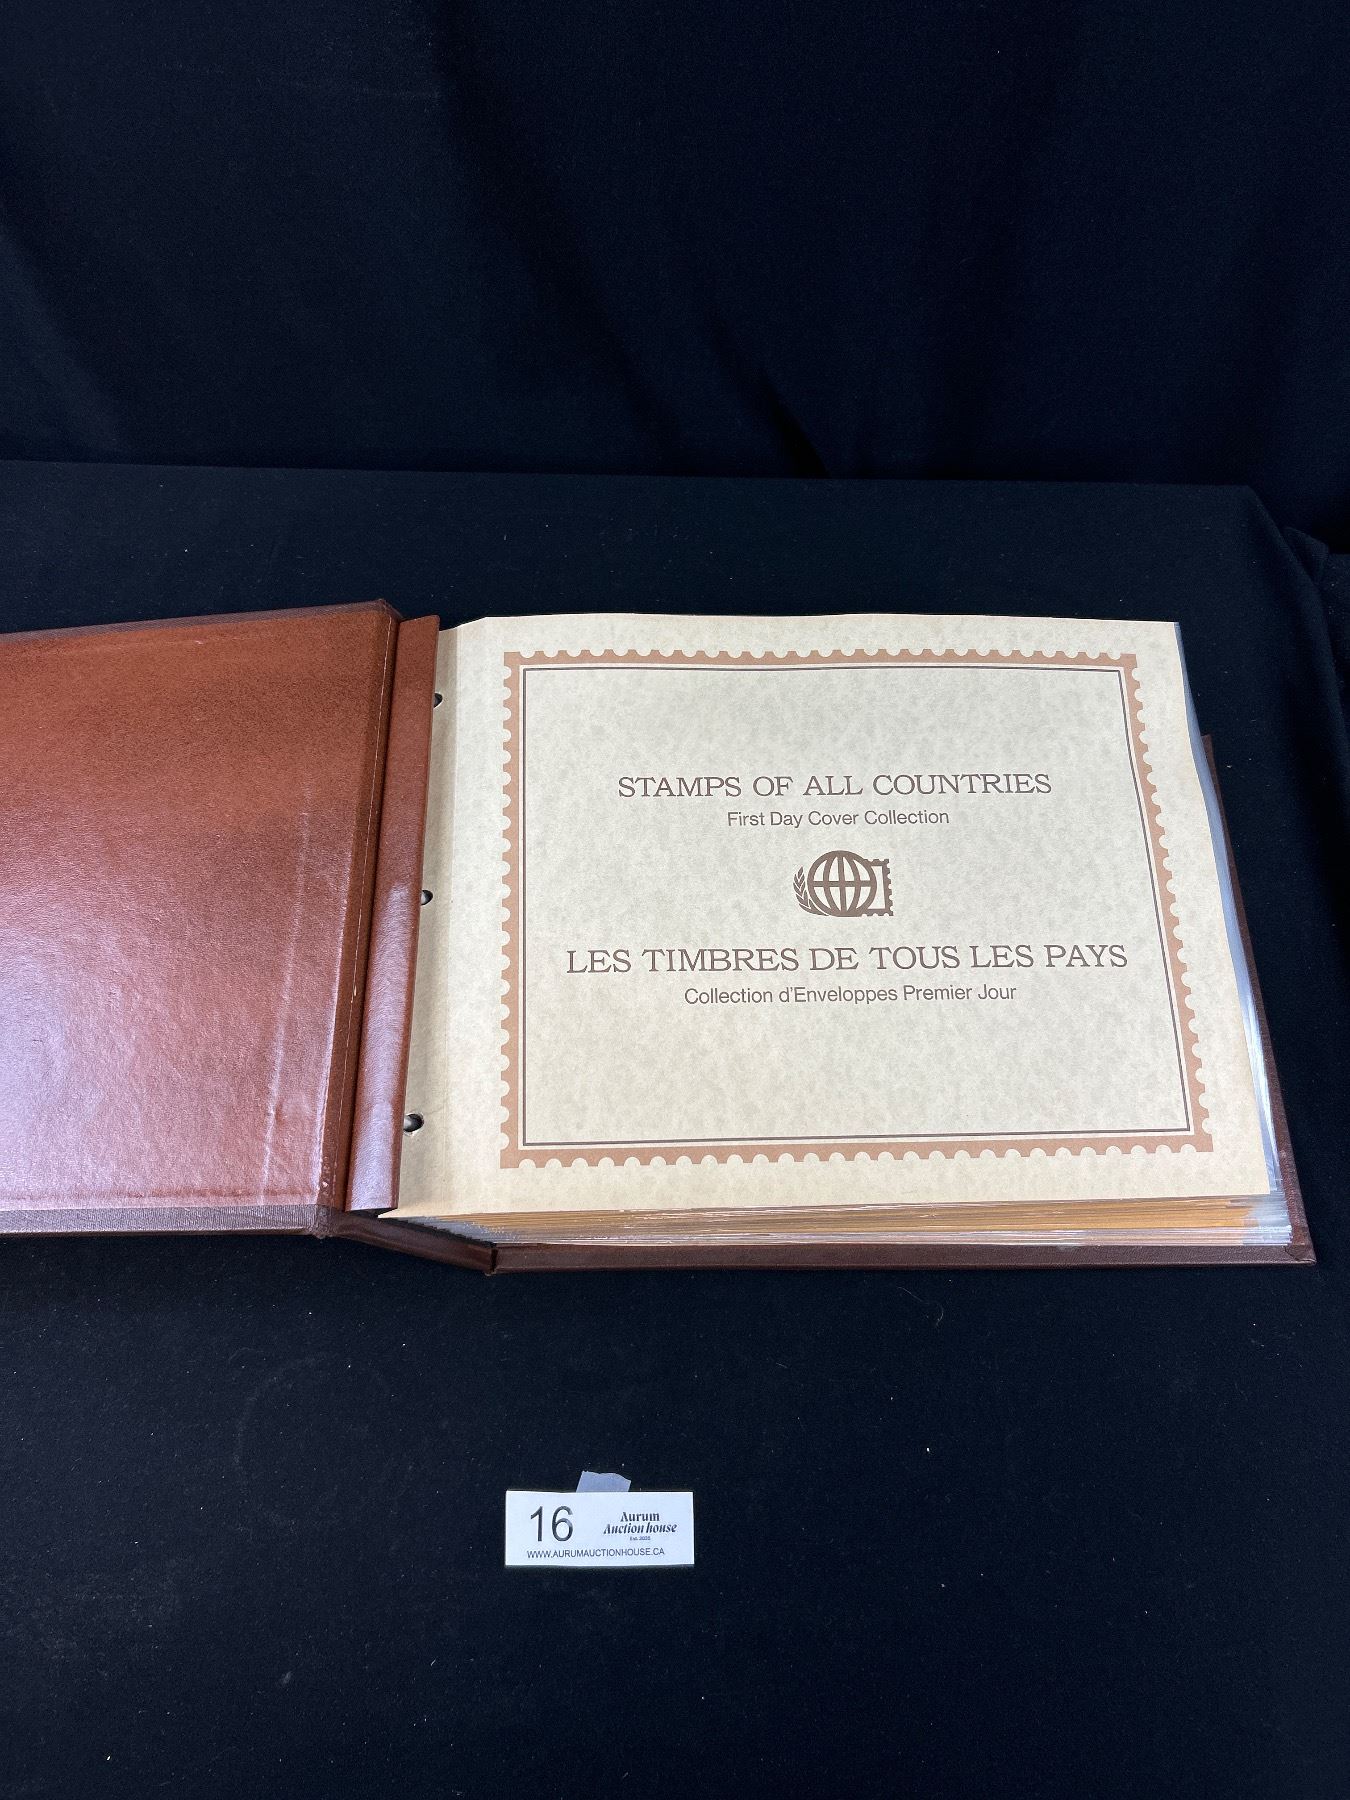 STAMPS OF ALL COUNTRIES
First Day Cover Collection
LES TIMBRES DE TOUS LES PAYS
Collection d'Enveloppes Premier Jour
16
Aurum
Auction house
WWW.AURUMAUCTIONHOUSE.CA